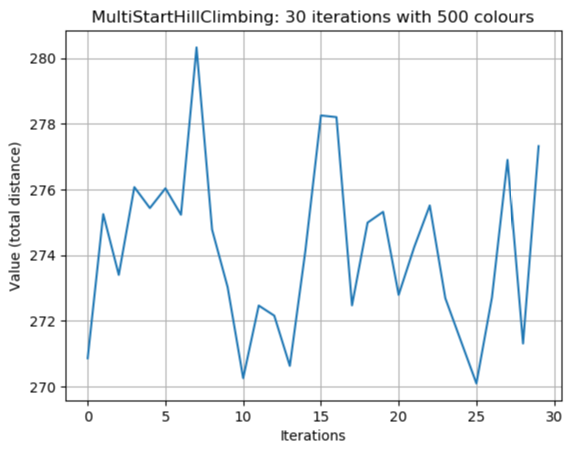 MultiStartHillClimbing: 30 iterations with 500 colours
280
278
276
274
272
270
Value (total distance)
0 5 10 15 20 25 30
Iterations